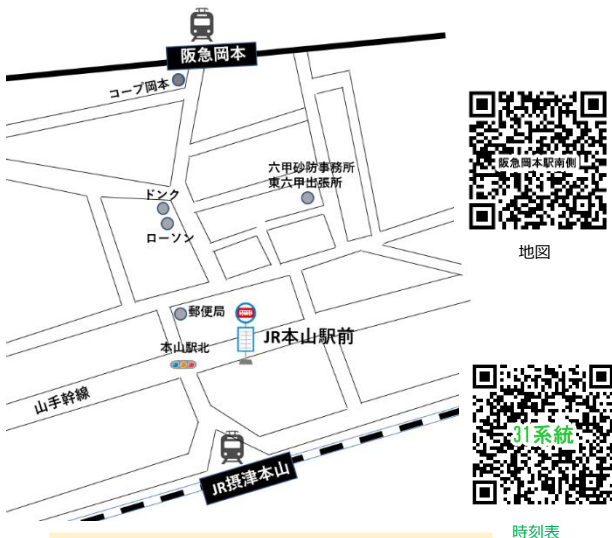 阪急岡本
コープ岡本
六甲砂防事務所
東六甲出張所
阪急岡本駅南側
地図
ドンク
ローソン
郵便局
JR本山駅前
本山駅北
山手幹線
31系統
JR摂津本山
時刻表